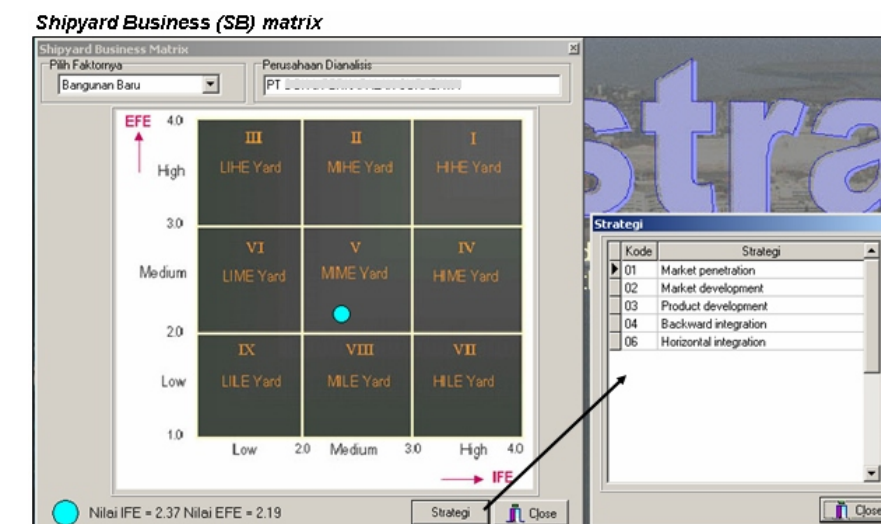 Shipyard Business (SB) matrix
Shipyard Business Matrix
Pilih Faktornya
Bangunan Baru
Perusahaan Dianalisis
PT
EFE
4.0
III
II
I
High
LIHE Yard
MIHE Yard
HIHE Yard
3.0
VI
V
IV
Medium
LIME Yard
MIME Yard
HIME Yard
2.0
IX
VIII
VII
Low
LILE Yard
MILE Yard
HILE Yard
1.0
Low
2.0
Medium
3.0
High
4.0
IFE
Nilai IFE = 2.37 Nilai EFE = 2.19
Strategi
Close
stra
Strategi
Kode Strategi
01 Market penetration
02 Market development
03 Product development
04 Backward integration
06 Horizontal integration
Close